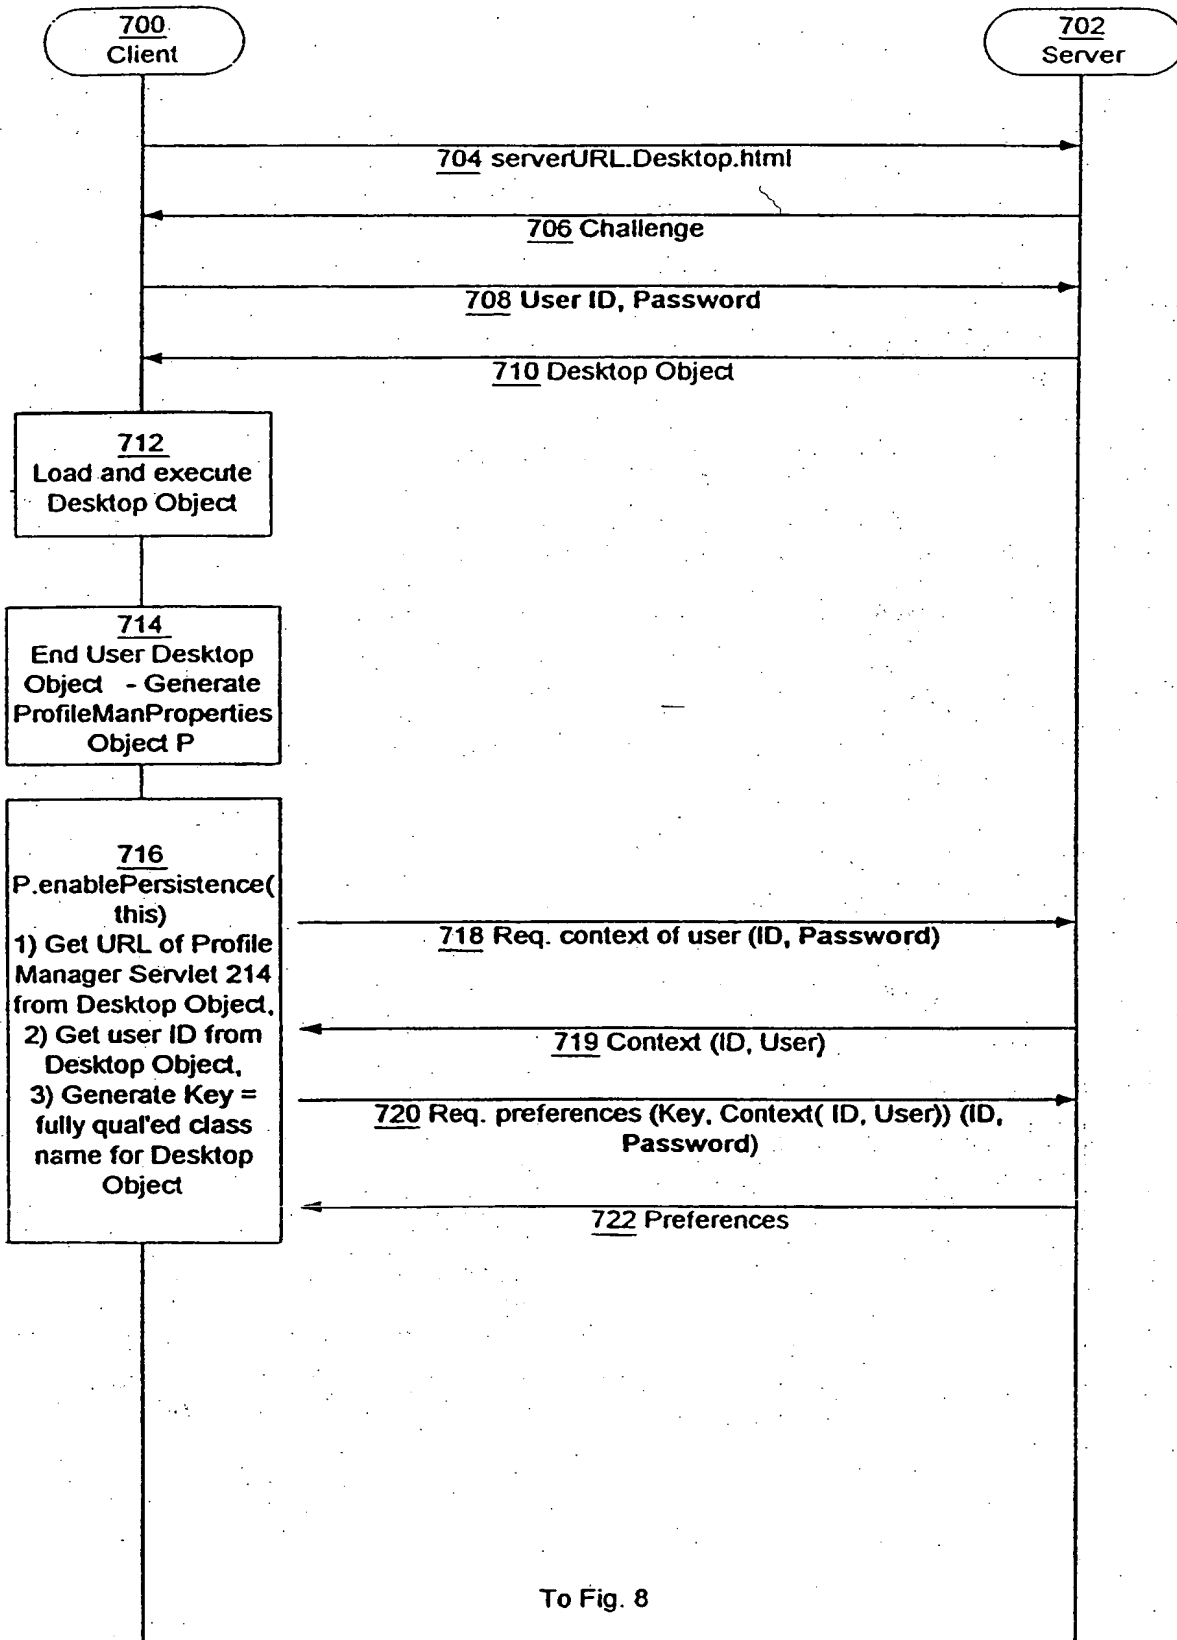 700
Client
702
Server
704 serverURL.Desktop.html
706 Challenge
708 User ID, Password
710 Desktop Object
712
Load and execute
Desktop Object
714
End User Desktop
Object - Generate
ProfileManProperties
Object P
716
P.enablePersistence(
this)
1) Get URL of Profile
Manager Servlet 214
from Desktop Object,
2) Get user ID from
Desktop Object,
3) Generate Key =
fully qual'ed class
name for Desktop
Object
718 Req. context of user (ID, Password)
719 Context (ID, User)
720 Req. preferences (Key, Context( ID, User)) (ID,
Password)
722 Preferences
To Fig. 8